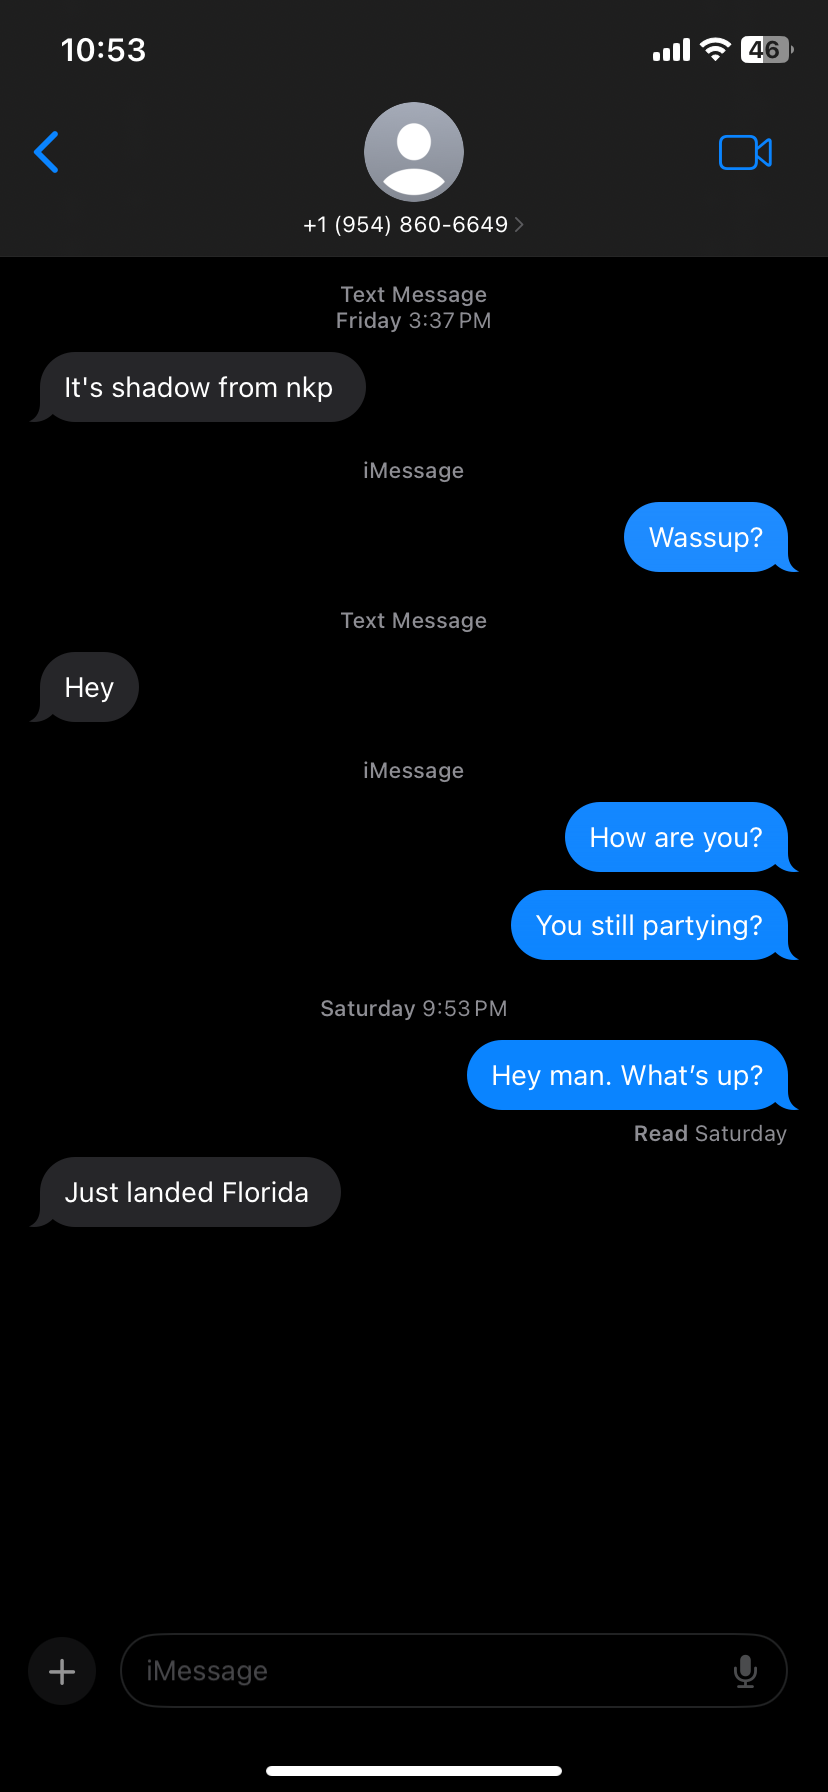 10:53
46
+1 (954) 860-6649
Text Message
Friday 3:37 PM
It's shadow from nkp
iMessage
Wassup?
Text Message
Hey
iMessage
How are you?
You still partying?
Saturday 9:53 PM
Hey man. What’s up?
Read Saturday
Just landed Florida
iMessage